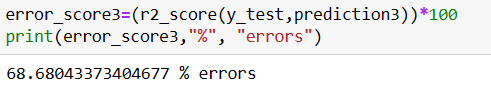 error_score3=(r2_score(y_test,prediction3))*100
print(error_score3,"%", "errors")
68.68043373404677 % errors